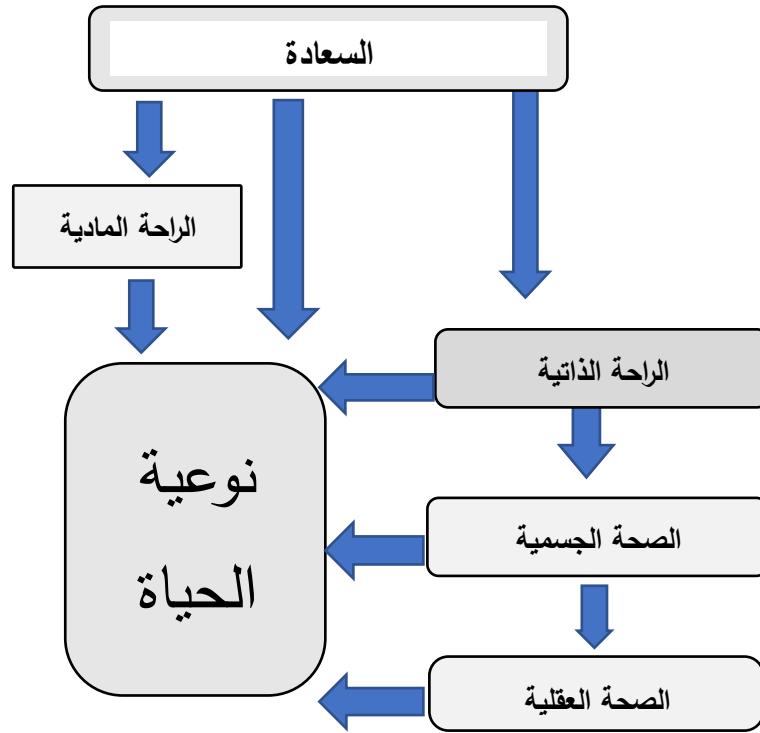 السعادة
الراحة المادية
الراحة الذاتية
نوعية
الحياة
الصحة الجسمية
الصحة العقلية